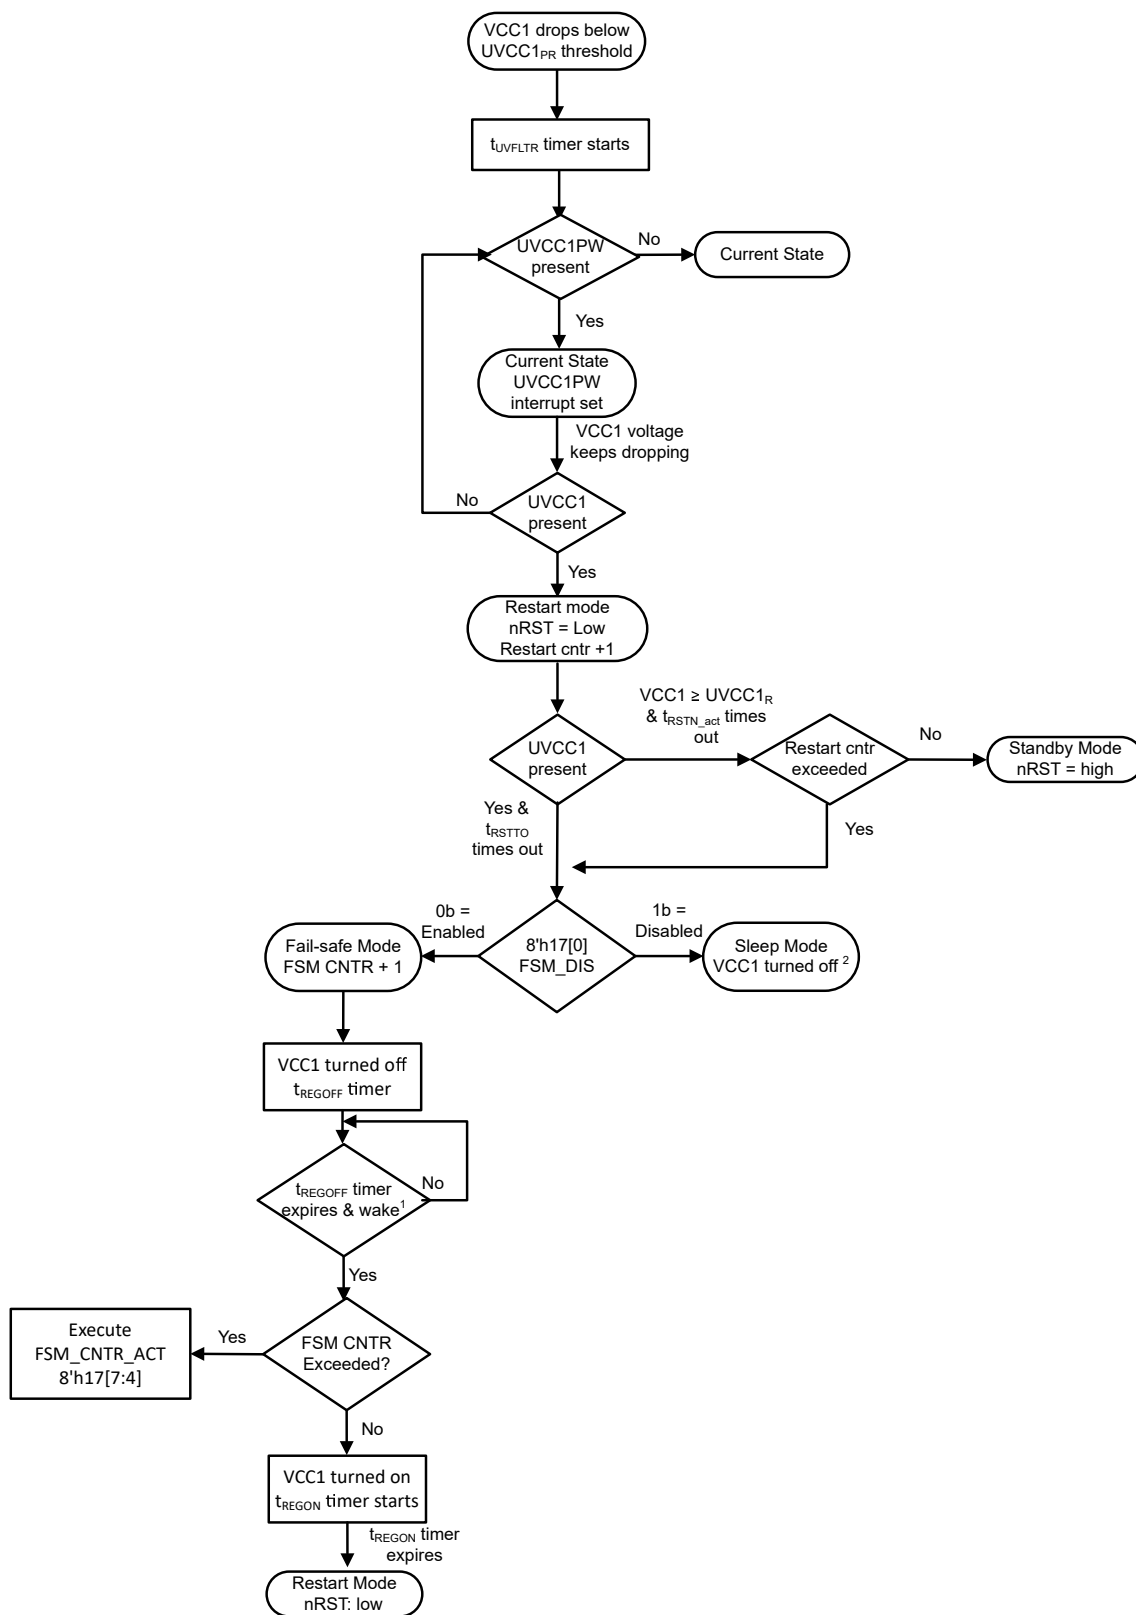 VCC1 drops below
UVCC1PR threshold
tUVFLTR timer starts
UVCC1PW
present
No
Current State
Yes
Current State
UVCC1PW
interrupt set
VCC1 voltage
keeps dropping
No
UVCC1
present
Yes
Restart mode
nRST = Low
Restart cntr +1
VCC1 ≥ UVCC1R
& tRSTN_act times
out
UVCC1
present
Restart cntr
exceeded
No
Standby Mode
nRST = high
Yes &
tRSTTO
times out
Yes
0b =
Enabled
1b =
Disabled
Fail-safe Mode
FSM CNTR + 1
8'h17[0]
FSM_DIS
Sleep Mode
VCC1 turned off 2
VCC1 turned off
tREGOFF timer
tREGOFF timer
expires & wake1
No
Yes
Execute
FSM_CNTR_ACT
8'h17[7:4]
Yes
FSM CNTR
Exceeded?
No
VCC1 turned on
tREGON timer starts
tREGON timer
expires
Restart Mode
nRST: low